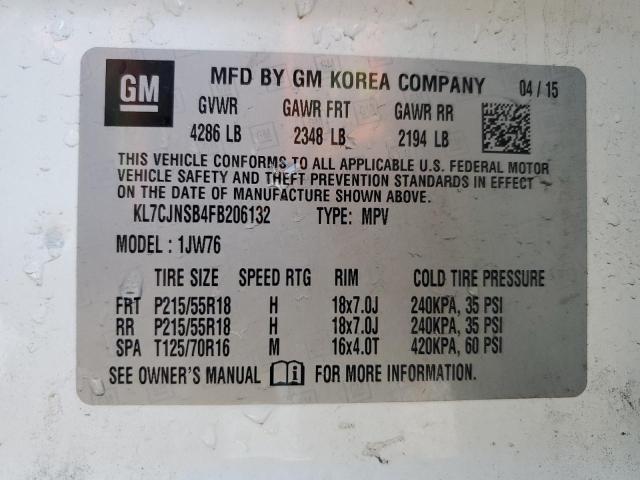 GM MFD BY GM KOREA COMPANY 04 / 15
GVWR GAWR FRT GAWR RR
4286 LB 2348 LB 2194 LB
THIS VEHICLE CONFORMS TO ALL APPLICABLE U.S. FEDERAL MOTOR
VEHICLE SAFETY AND THEFT PREVENTION STANDARDS IN EFFECT
ON THE DATE OF MANUFACTURE SHOWN ABOVE.
KL7CJNSB4FB206132 TYPE: MPV
MODEL: 1JW76
TIRE SIZE SPEED RTG RIM COLD TIRE PRESSURE
FRT P215/55R18 H 18x7.0J 240KPA, 35 PSI
RR P215/55R18 H 18x7.0J 240KPA, 35 PSI
SPA T125/70R16 M 16x4.0T 420KPA, 60 PSI
SEE OWNER'S MANUAL FOR MORE INFORMATION.